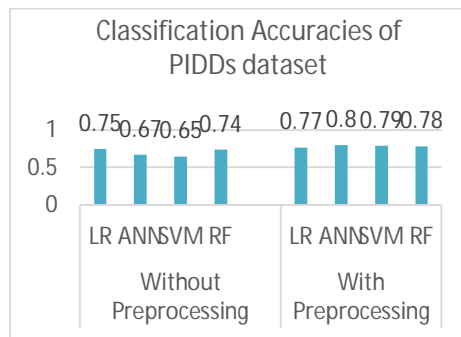 Classification Accuracies of
PIDDs dataset
0.75 0.67 0.65 0.74 0.77 0.8 0.79 0.78
1
0.5
0
LR ANN SVM RF LR ANN SVM RF
Without Preprocessing
With Preprocessing